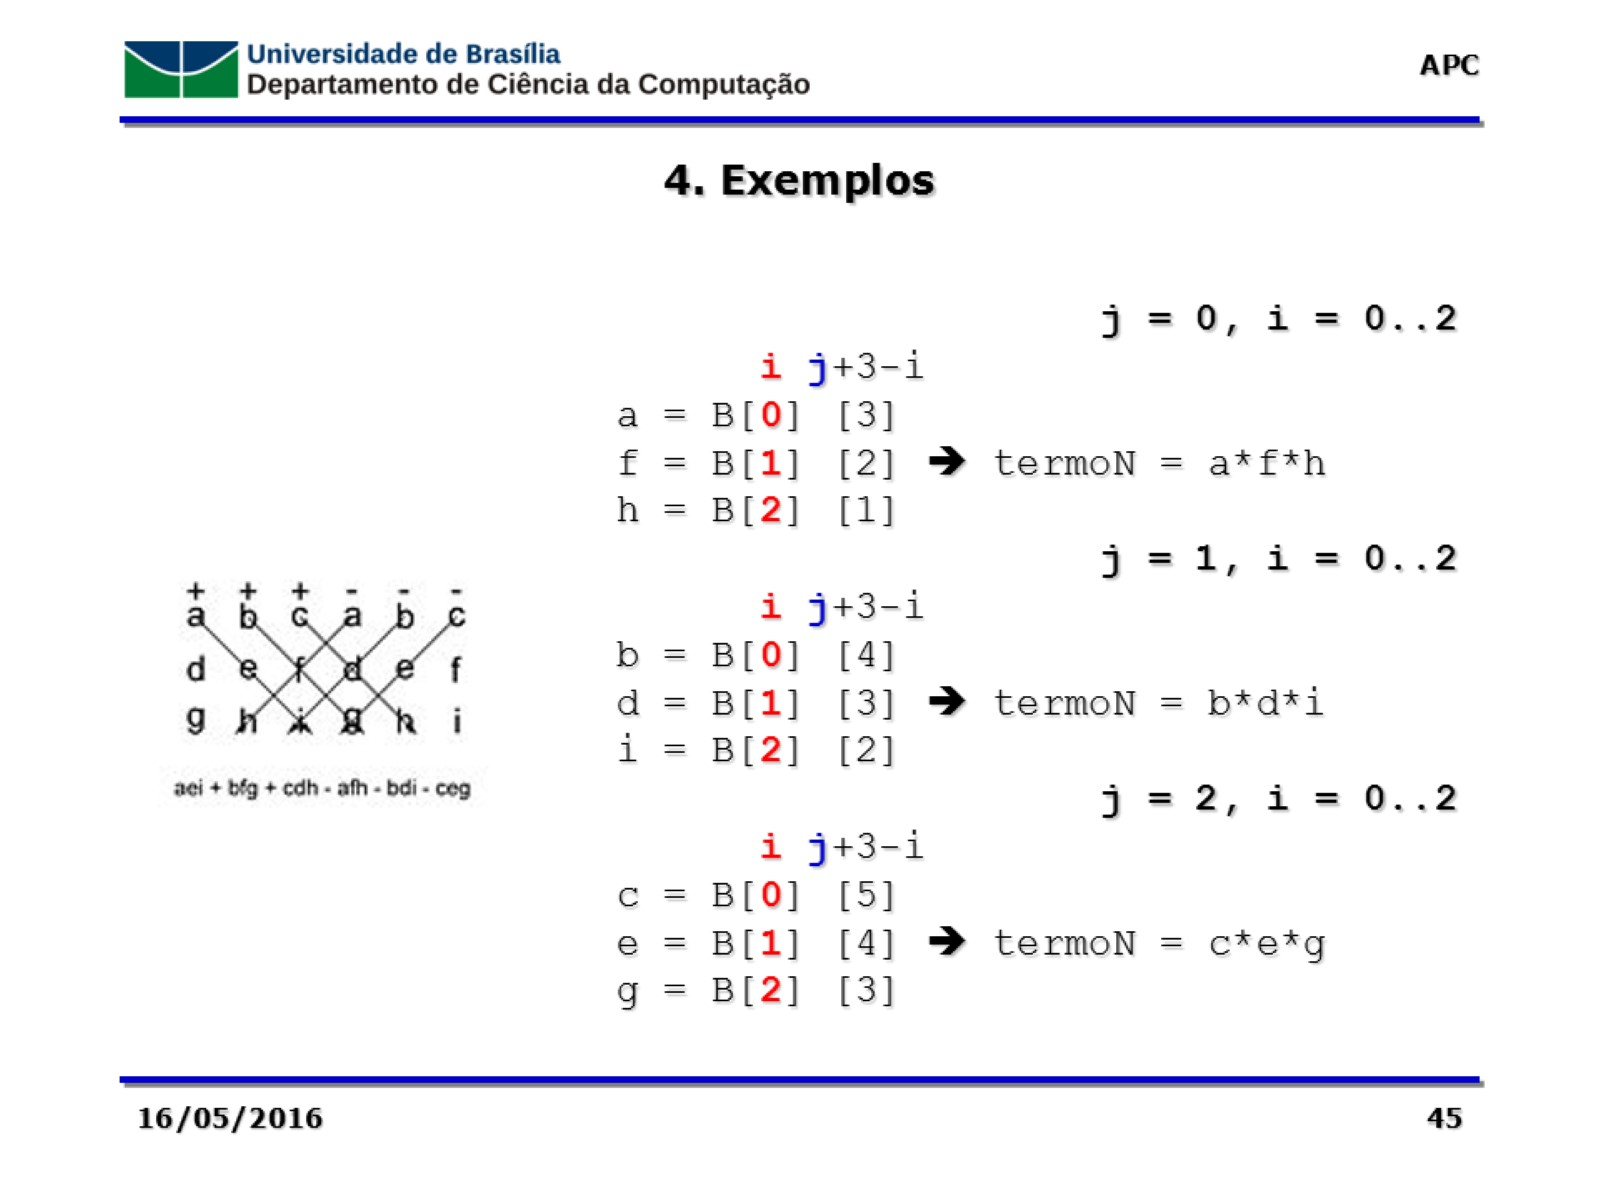 Universidade de Brasília
Departamento de Ciência da Computação
APC
4. Exemplos
j = 0, i = 0..2
i j+3-i
a = B[0] [3]
f = B[1] [2] ➔ termoN = a*f*h
h = B[2] [1]
j = 1, i = 0..2
i j+3-i
b = B[0] [4]
d = B[1] [3] ➔ termoN = b*d*i
i = B[2] [2]
j = 2, i = 0..2
i j+3-i
c = B[0] [5]
e = B[1] [4] ➔ termoN = c*e*g
g = B[2] [3]
+ + + - - -
a b c a b c
d e f d e f
g h i g h i
aei + bfg + cdh - afh - bdi - ceg
16/05/2016
45